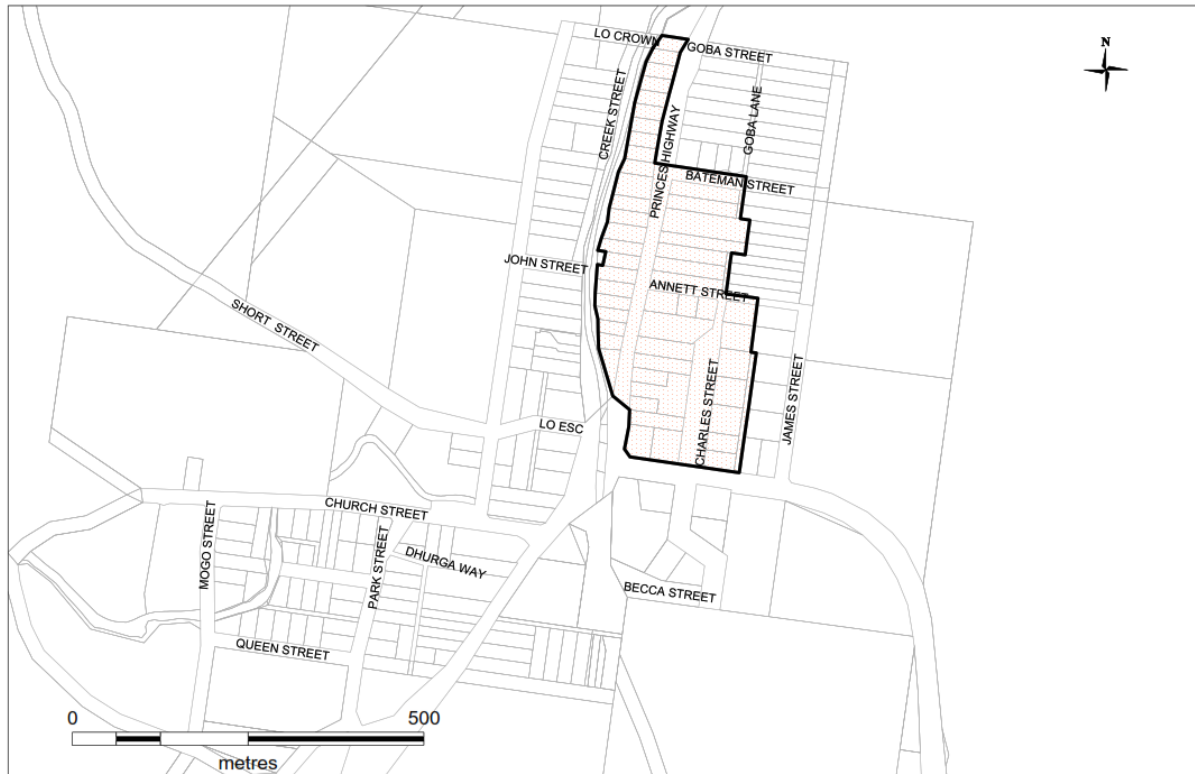 N
LO CROWN
GOBA STREET
CREEK STREET
GOBA LANE
PRINCES HIGHWAY
BATEMAN STREET
JOHN STREET
ANNETT STREET
SHORT STREET
JAMES STREET
CHARLES STREET
LO ESC
CHURCH STREET
MOGO STREET
PARK STREET
DHURGA WAY
BECCA STREET
QUEEN STREET
0
500
metres